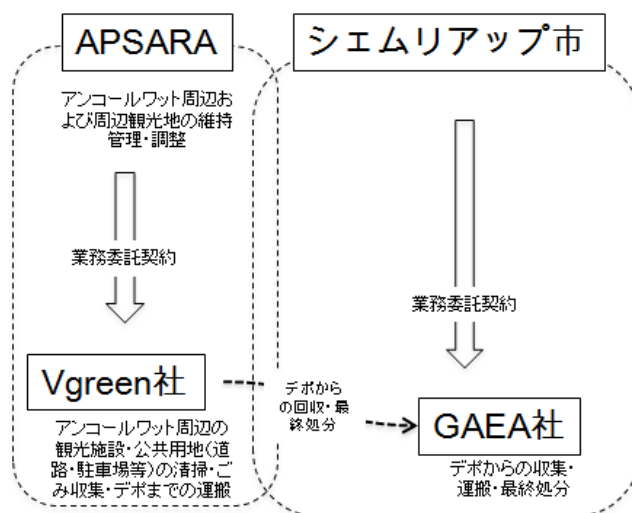 APSARA
シェムリアップ市
アンコールワット周辺お
よび周辺観光地の維持
管理・調整
業務委託契約
業務委託契約
Vgreen社
デポから
の回収・最
終処分
GAEA社
アンコールワット周辺の
観光施設・公共用地(道
路・駐車場等)の清掃・ご
み収集・デポまでの運搬
デポからの収集・
運搬・最終処分